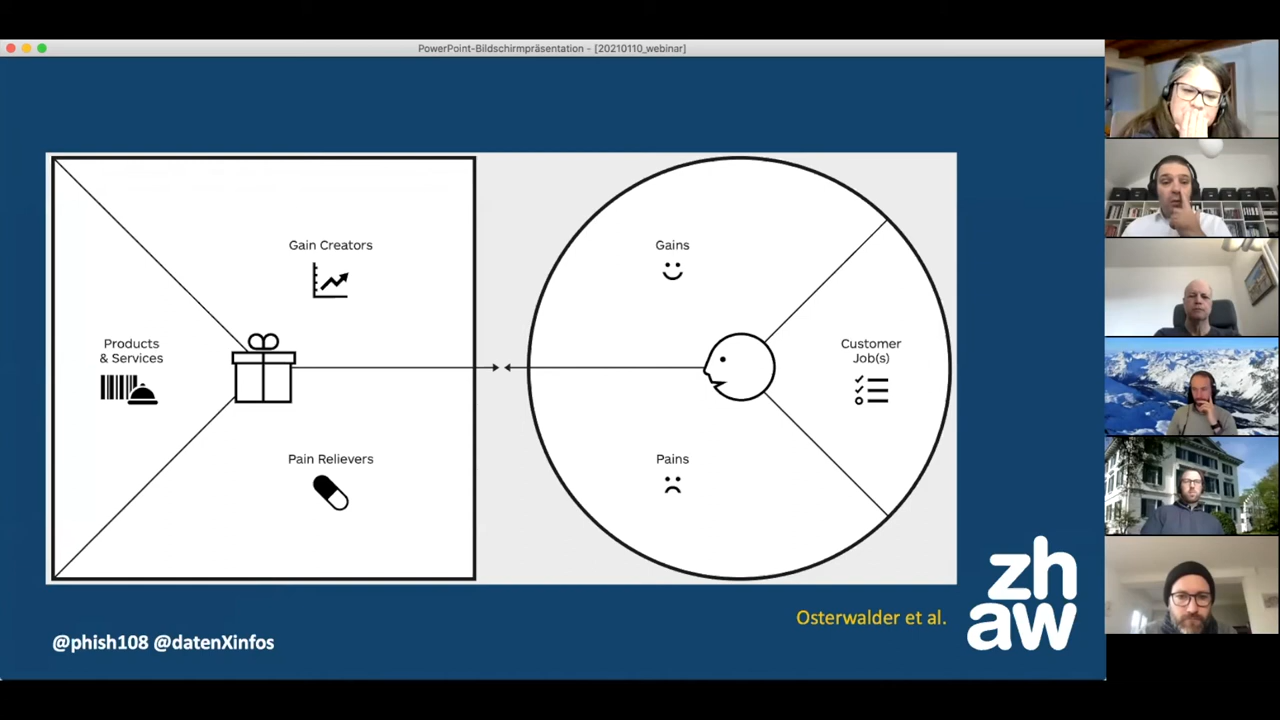 PowerPoint-Bildschirmpräsentation - [20210110_webinar]
Gain Creators
Products
& Services
Pain Relievers
Gains
Customer
Job(s)
Pains
Osterwalder et al.
@phish108 @datenXinfos
zh
aw